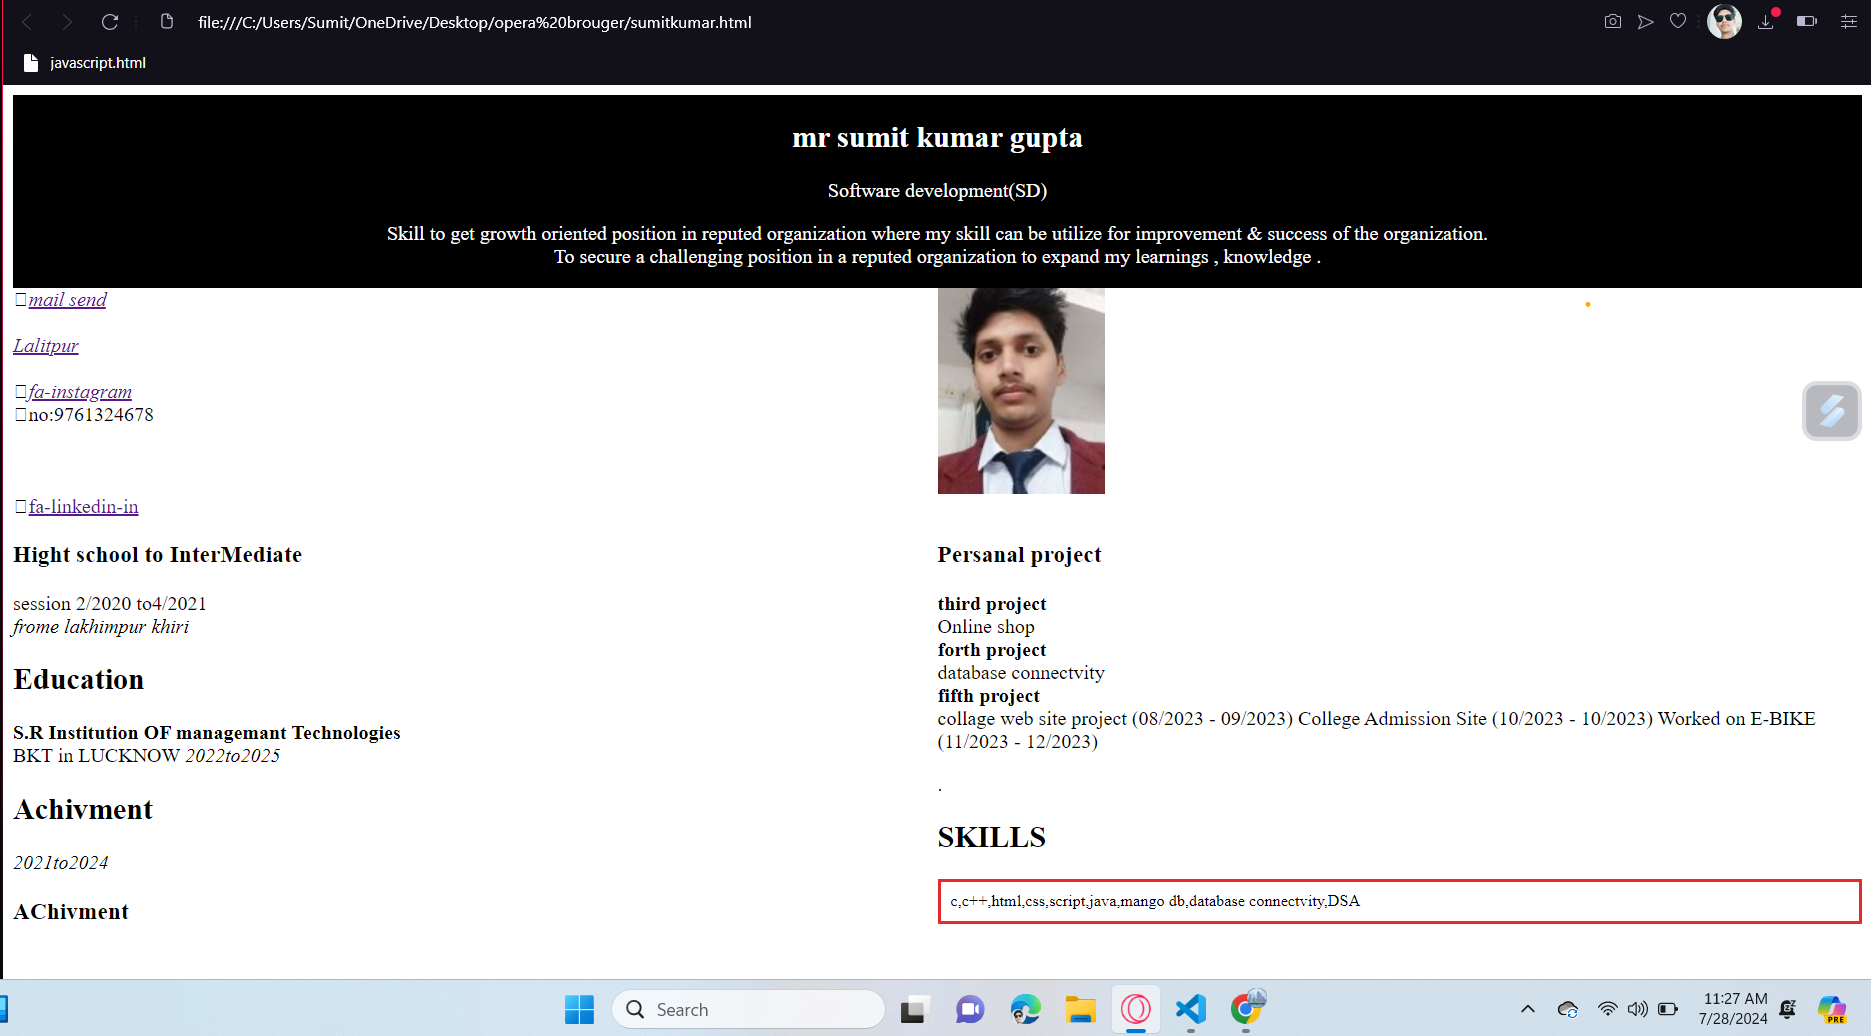 file:///C:/Users/Sumit/OneDrive/Desktop/opera%20brouger/sumitkumar.html
javascript.html
mr sumit kumar gupta
Software development(SD)
Skill to get growth oriented position in reputed organization where my skill can be utilize for improvement & success of the organization.
To secure a challenging position in a reputed organization to expand my learnings , knowledge .
mail send
Lalitpur
fa-instagram
no:9761324678
fa-linkedin-in
Hight school to InterMediate
session 2/2020 to4/2021
frome lakhimpur khiri
Education
S.R Institution OF managemant Technologies
BKT in LUCKNOW 2022to2025
Achivment
2021to2024
AChivment
Persanal project
third project
Online shop
forth project
database connectvity
fifth project
collage web site project (08/2023 - 09/2023) College Admission Site (10/2023 - 10/2023) Worked on E-BIKE
(11/2023 - 12/2023)
.
SKILLS
c,c++,html,css,script,java,mango db,database connectvity,DSA
Search
11:27 AM
7/28/2024
PRE